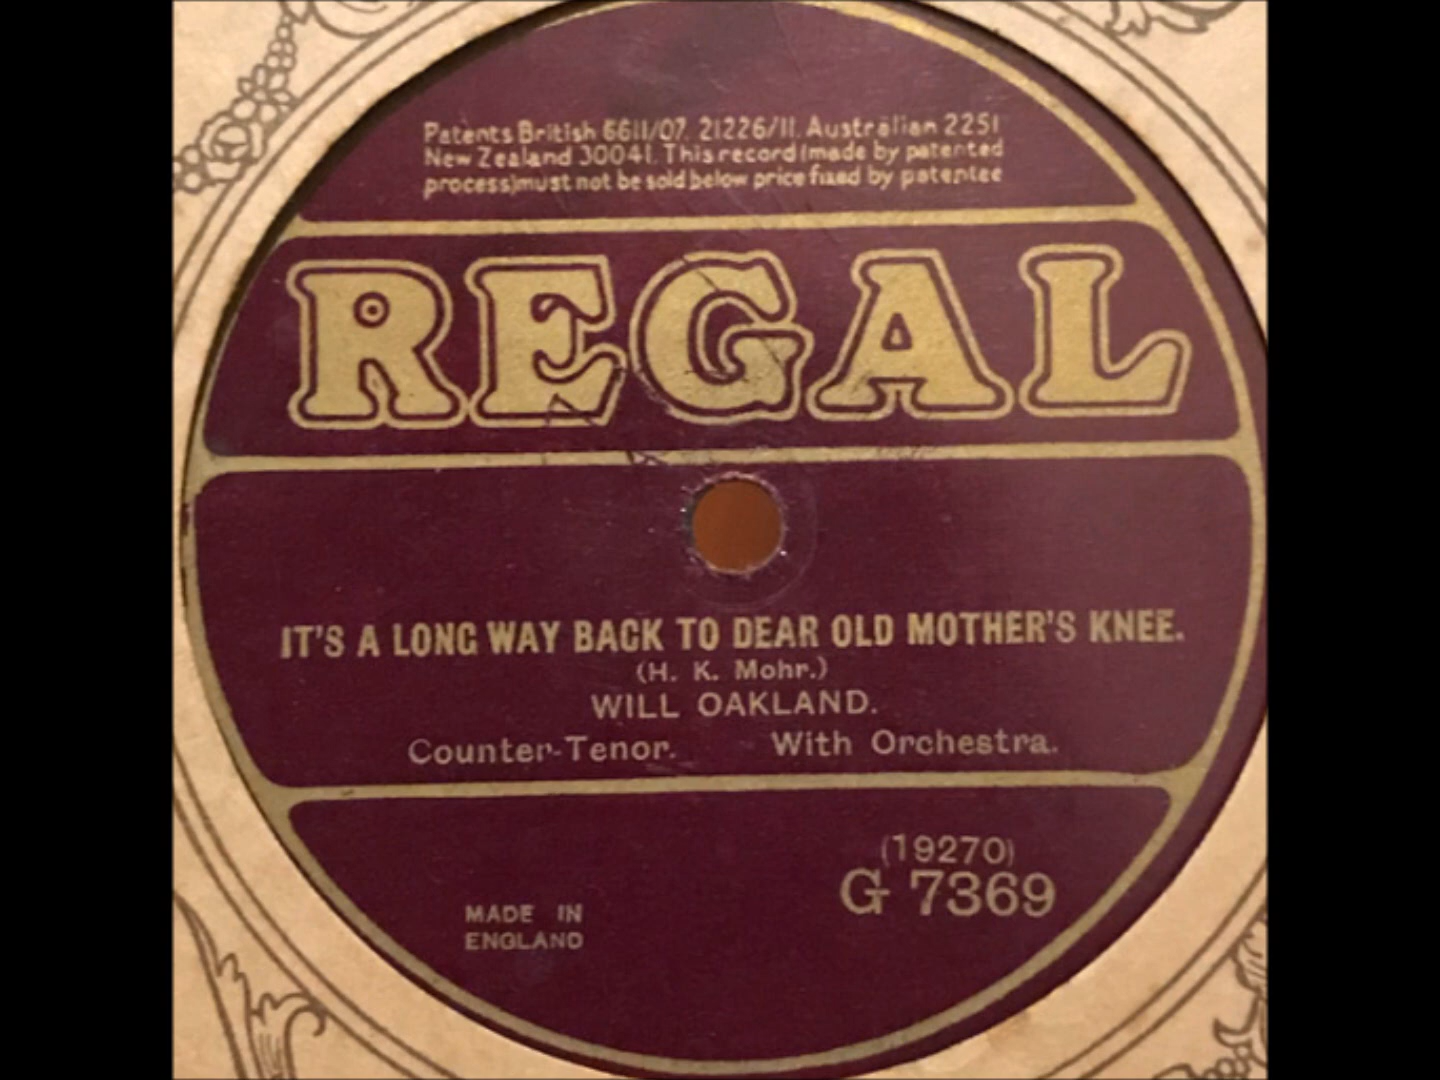 Patents British 6611/07. 21226/11. Australian 2251
New Zealand 30041. This record (made by patented
process) must not be sold below price fixed by patentee
REGAL
IT'S A LONG WAY BACK TO DEAR OLD MOTHER'S KNEE.
(H. K. Mohr.)
WILL OAKLAND.
Counter-Tenor. With Orchestra.
(19270)
G 7369
MADE IN
ENGLAND